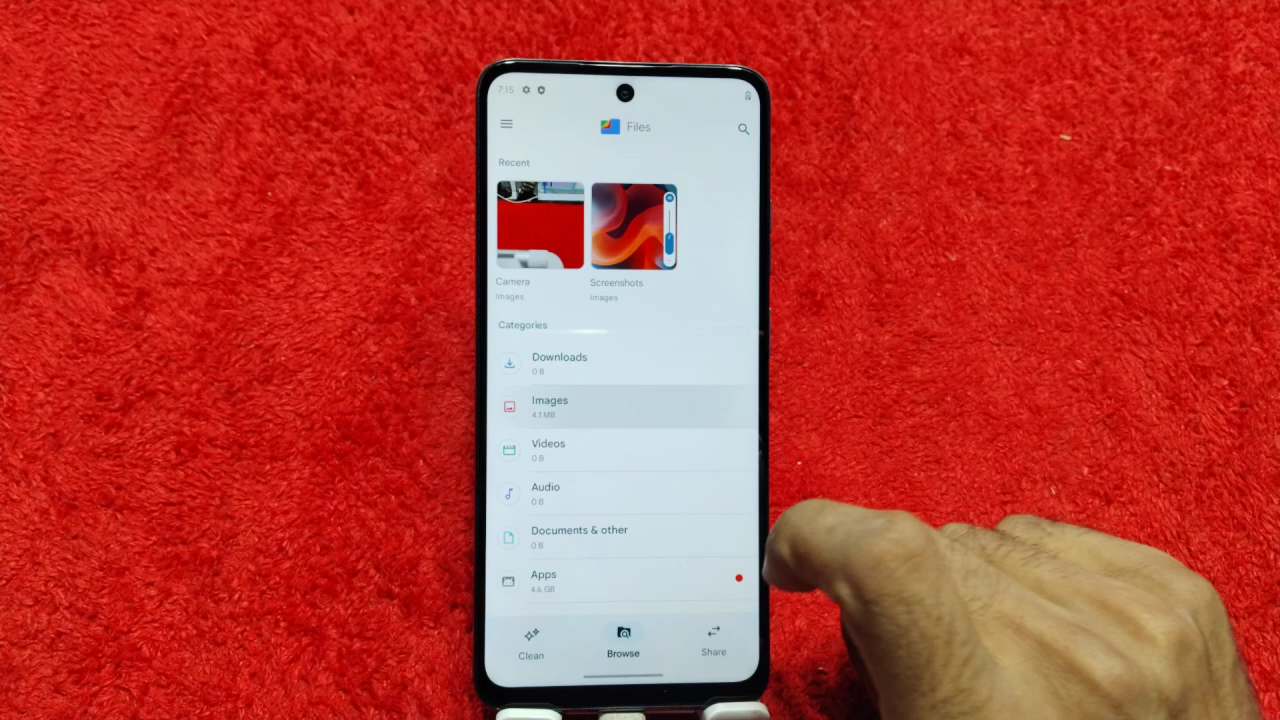 7:15
Files
Recent
Camera
Images
Screenshots
Images
Categories
Downloads
0 B
Images
4.1 MB
Videos
0 B
Audio
0 B
Documents & other
0 B
Apps
4.6 GB
Clean
Browse
Share